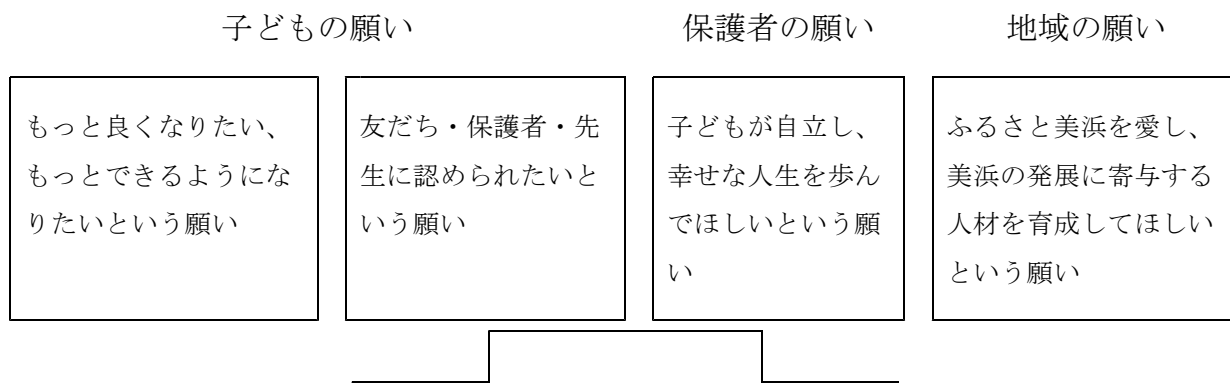 子どもの願い
保護者の願い
地域の願い
もっと良くなりたい、
もっとできるようにな
りたいという願い
友だち・保護者・先
生に認められたいと
いう願い
子どもが自立し、
幸せな人生を歩ん
でほしいという願
い
ふるさと美浜を愛し、
美浜の発展に寄与する
人材を育成してほしい
という願い